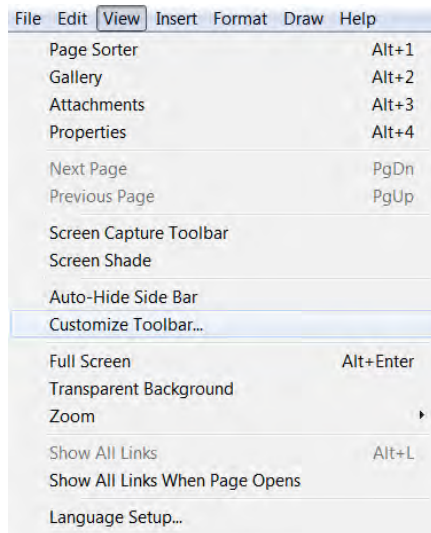 File Edit View Insert Format Draw Help
Page Sorter Alt+1
Gallery Alt+2
Attachments Alt+3
Properties Alt+4
Next Page PgDn
Previous Page PgUp
Screen Capture Toolbar
Screen Shade
Auto-Hide Side Bar
Customize Toolbar...
Full Screen Alt+Enter
Transparent Background
Zoom
Show All Links Alt+L
Show All Links When Page Opens
Language Setup...